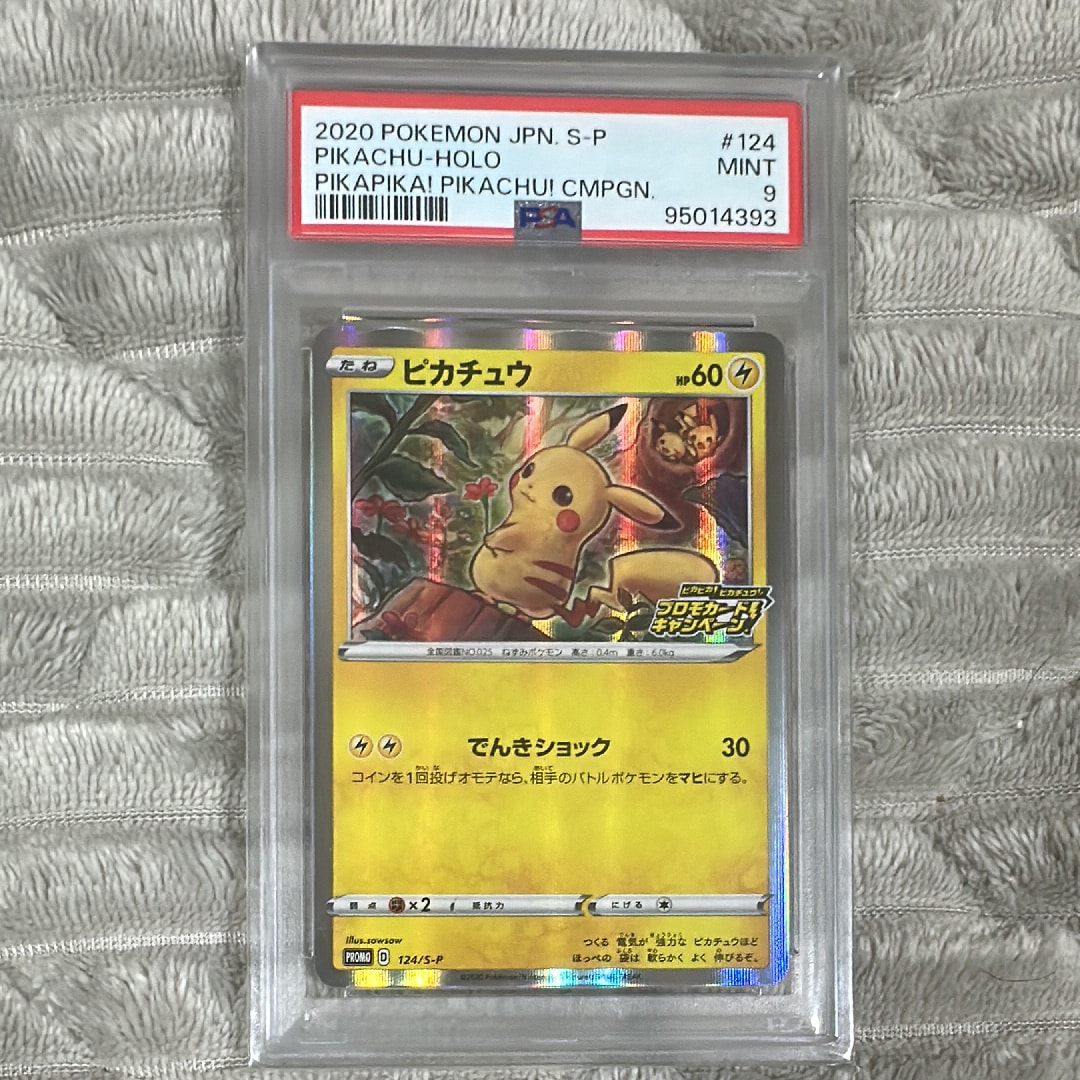 2020 POKEMON JPN. S-P #124
PIKACHU-HOLO MINT
PIKAPIKA! PIKACHU! CMPGN. 9
PSA 95014393
たね ピカチュウ HP60
ピカピカ! ピカチュウ!
プロモカード
キャンペーン!
全国図鑑NO.025 ねずみポケモン 高さ:0.4m 重さ:6.0kg
でんきショック 30
コインを1回投げオモテなら、相手のバトルポケモンをマヒにする。
弱点 ×2 抵抗力 にげる
illus.sowsow
つくる 電気が 強力な ピカチュウほど
ほっぺの 袋は 軟らかく よく 伸びるぞ。
PROMO D 124/S-P